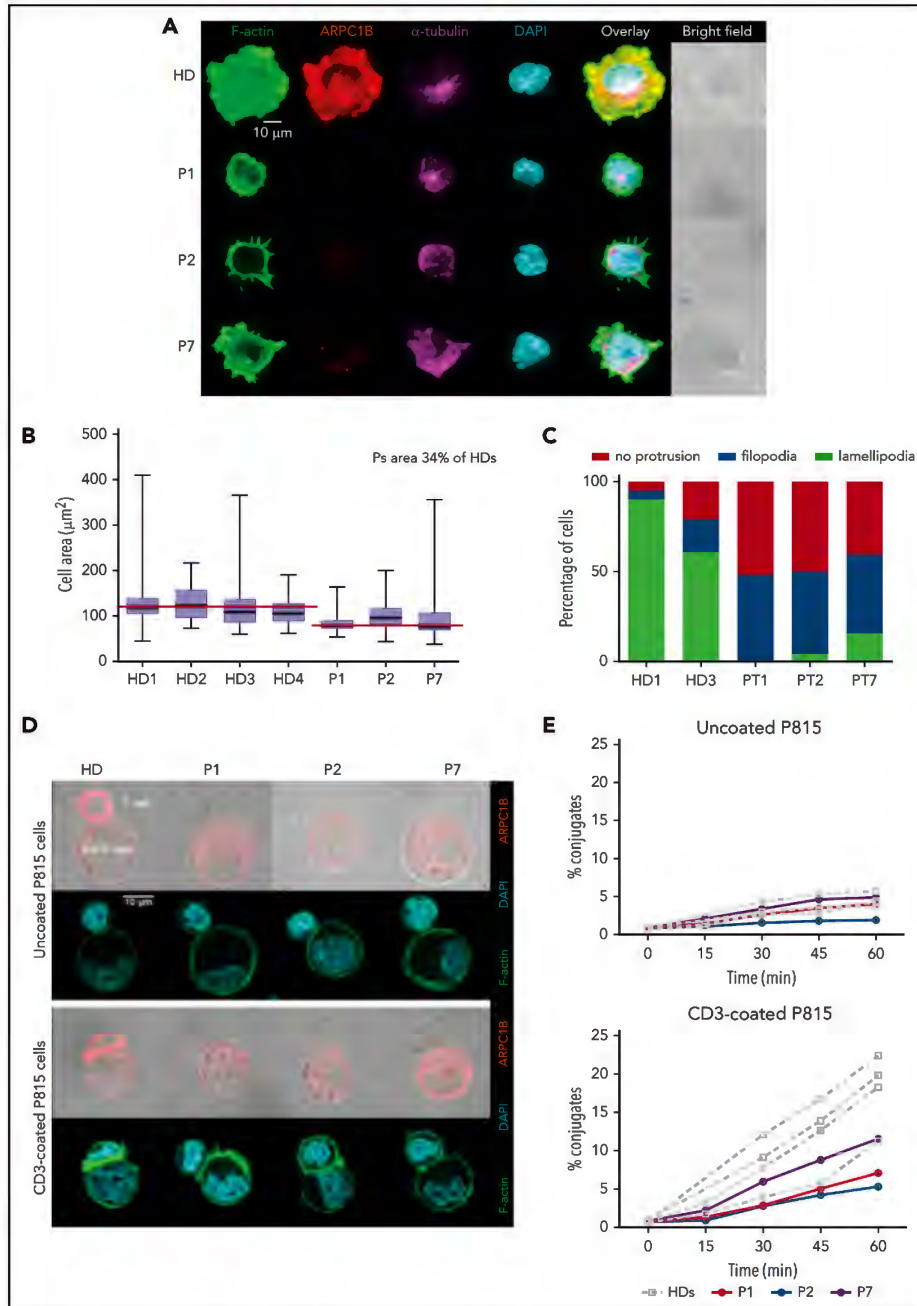 A
F-actin ARPC1B α-tubulin DAPI Overlay Bright field
HD
10 μm
P1
P2
P7
B
500
400
300
200
100
0
Cell area (μm²)
Ps area 34% of HDs
HD1 HD2 HD3 HD4 P1 P2 P7
C
no protrusion filopodia lamellipodia
100
50
0
Percentage of cells
HD1 HD3 PT1 PT2 PT7
D
HD P1 P2 P7
Uncoated P815 cells
10 μm
ARPC1B
DAPI
F-actin
CD3-coated P815 cells
ARPC1B
DAPI
F-actin
E
Uncoated P815
25
20
15
10
5
0
% conjugates
0 15 30 45 60
Time (min)
CD3-coated P815
25
20
15
10
5
0
% conjugates
0 15 30 45 60
Time (min)
HDs P1 P2 P7